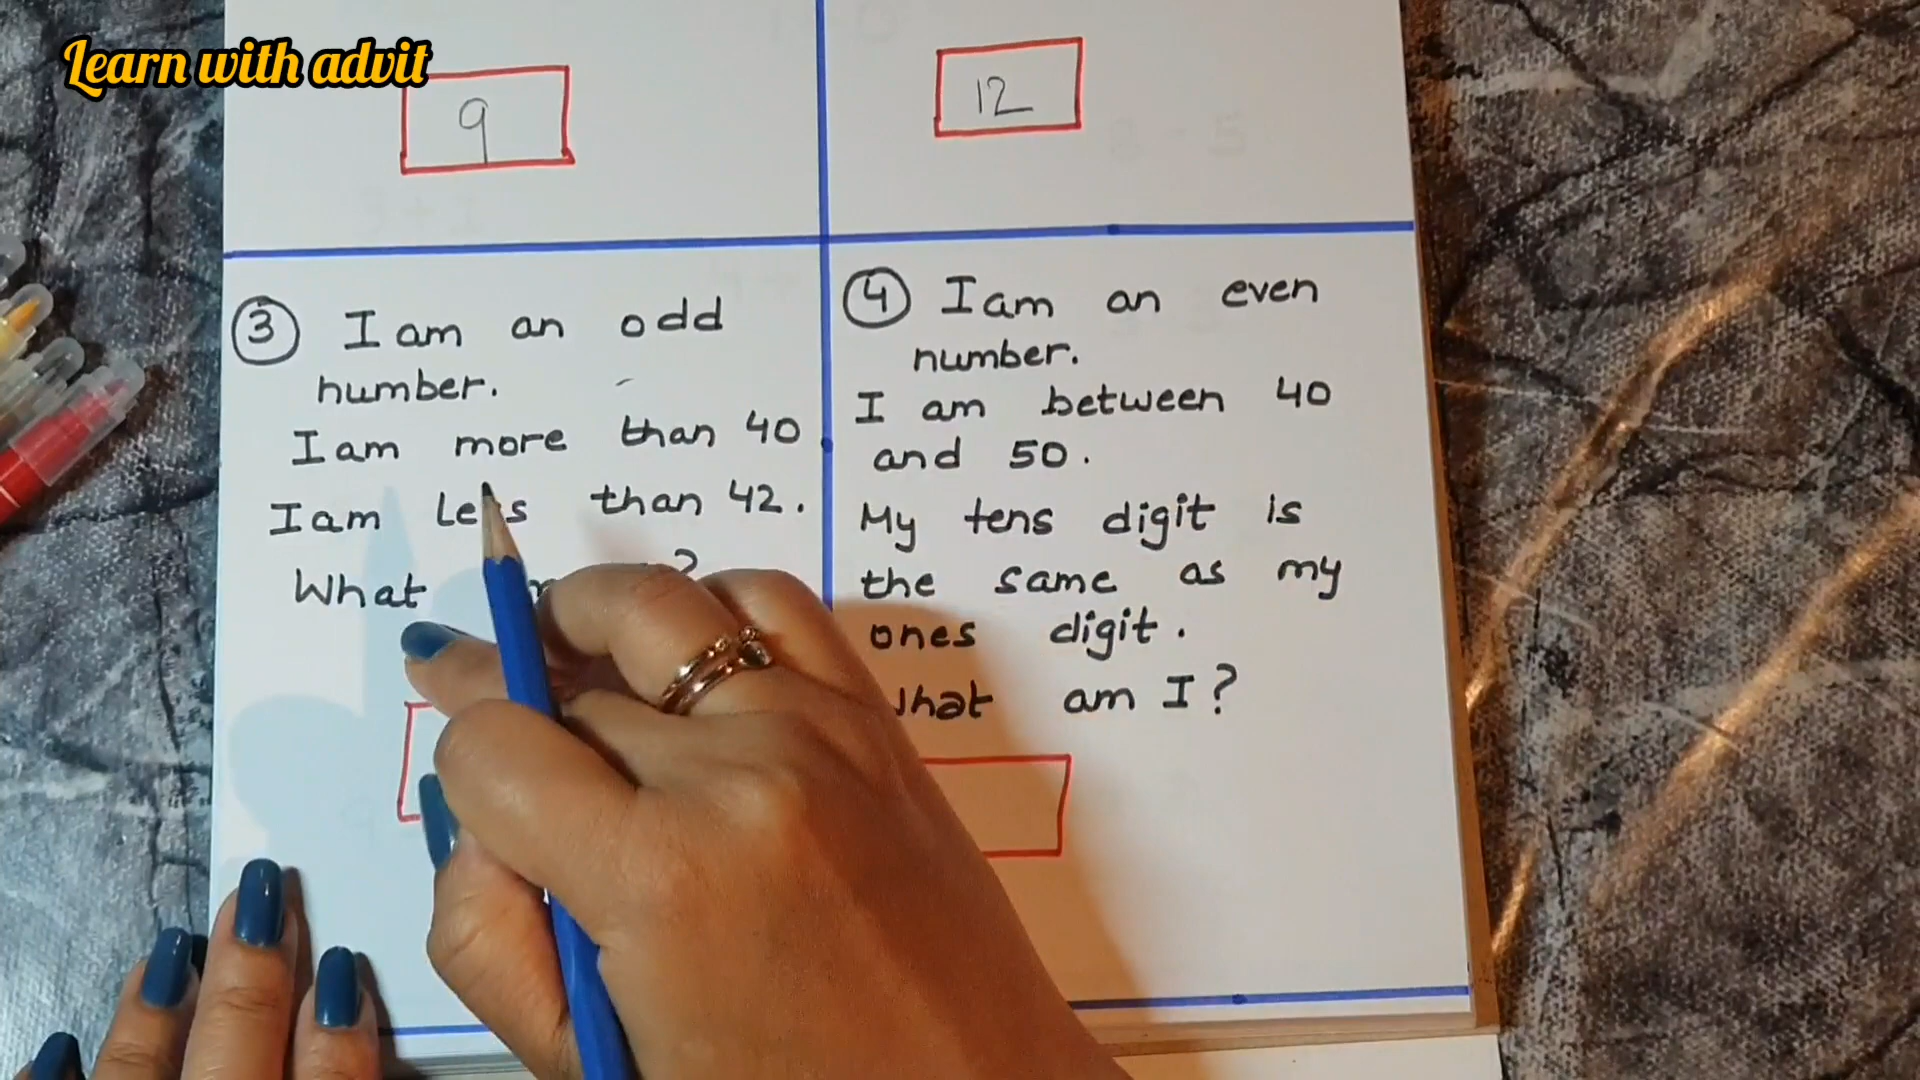 Learn with advit
9
12
3 I am an odd
number.
I am more than 40
I am less than 42.
What ?
4 I am an even
number.
I am between 40
and 50.
My tens digit is
the same as my
ones digit.
What am I?